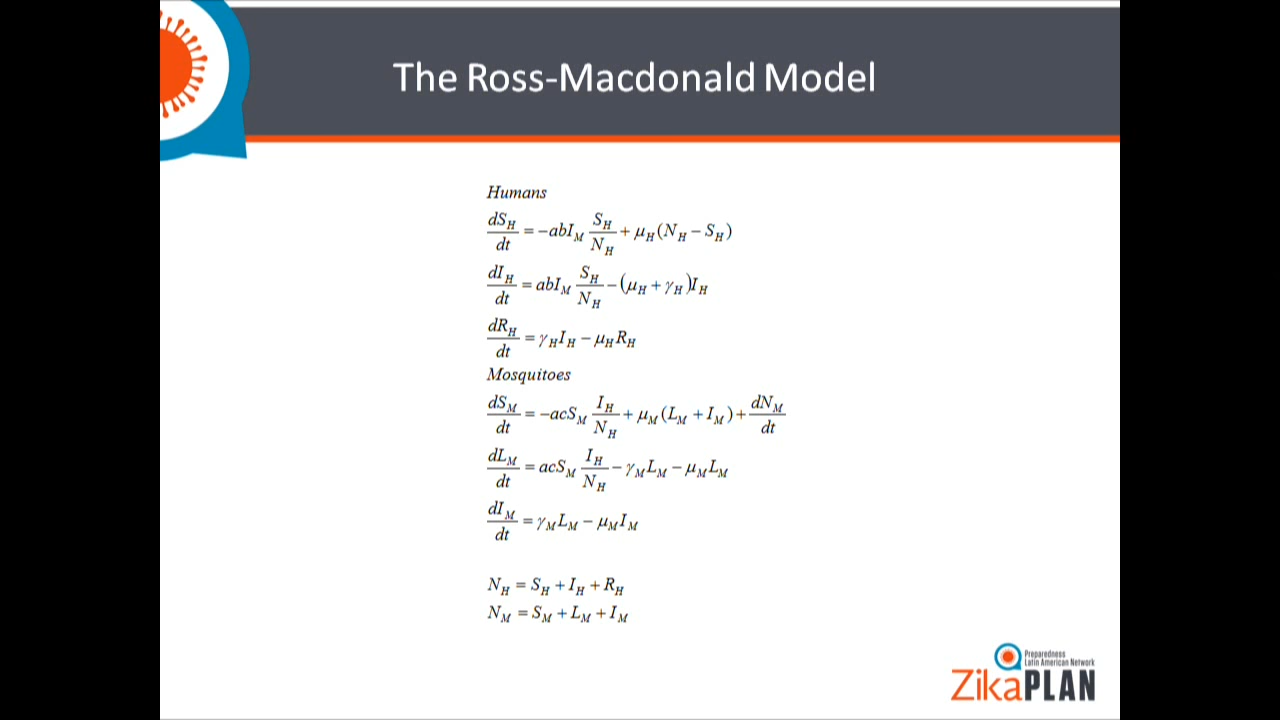 The Ross-Macdonald Model
Humans
dS_H/dt = -abI_M S_H/N_H + μ_H(N_H - S_H)
dI_H/dt = abI_M S_H/N_H - (μ_H + γ_H)I_H
dR_H/dt = γ_H I_H - μ_H R_H
Mosquitoes
dS_M/dt = -acS_M I_H/N_H + μ_M(L_M + I_M) + dN_M/dt
dL_M/dt = acS_M I_H/N_H - γ_M L_M - μ_M L_M
dI_M/dt = γ_M L_M - μ_M I_M
N_H = S_H + I_H + R_H
N_M = S_M + L_M + I_M
Preparedness
Latin American Network
ZikaPLAN